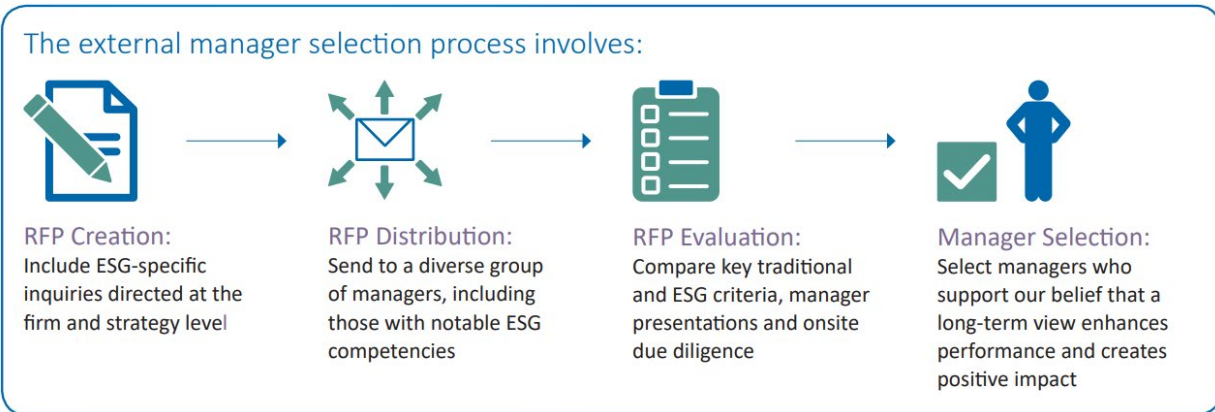 The external manager selection process involves:
RFP Creation:
Include ESG-specific
inquiries directed at the
firm and strategy level
RFP Distribution:
Send to a diverse group
of managers, including
those with notable ESG
competencies
RFP Evaluation:
Compare key traditional
and ESG criteria, manager
presentations and onsite
due diligence
Manager Selection:
Select managers who
support our belief that a
long-term view enhances
performance and creates
positive impact